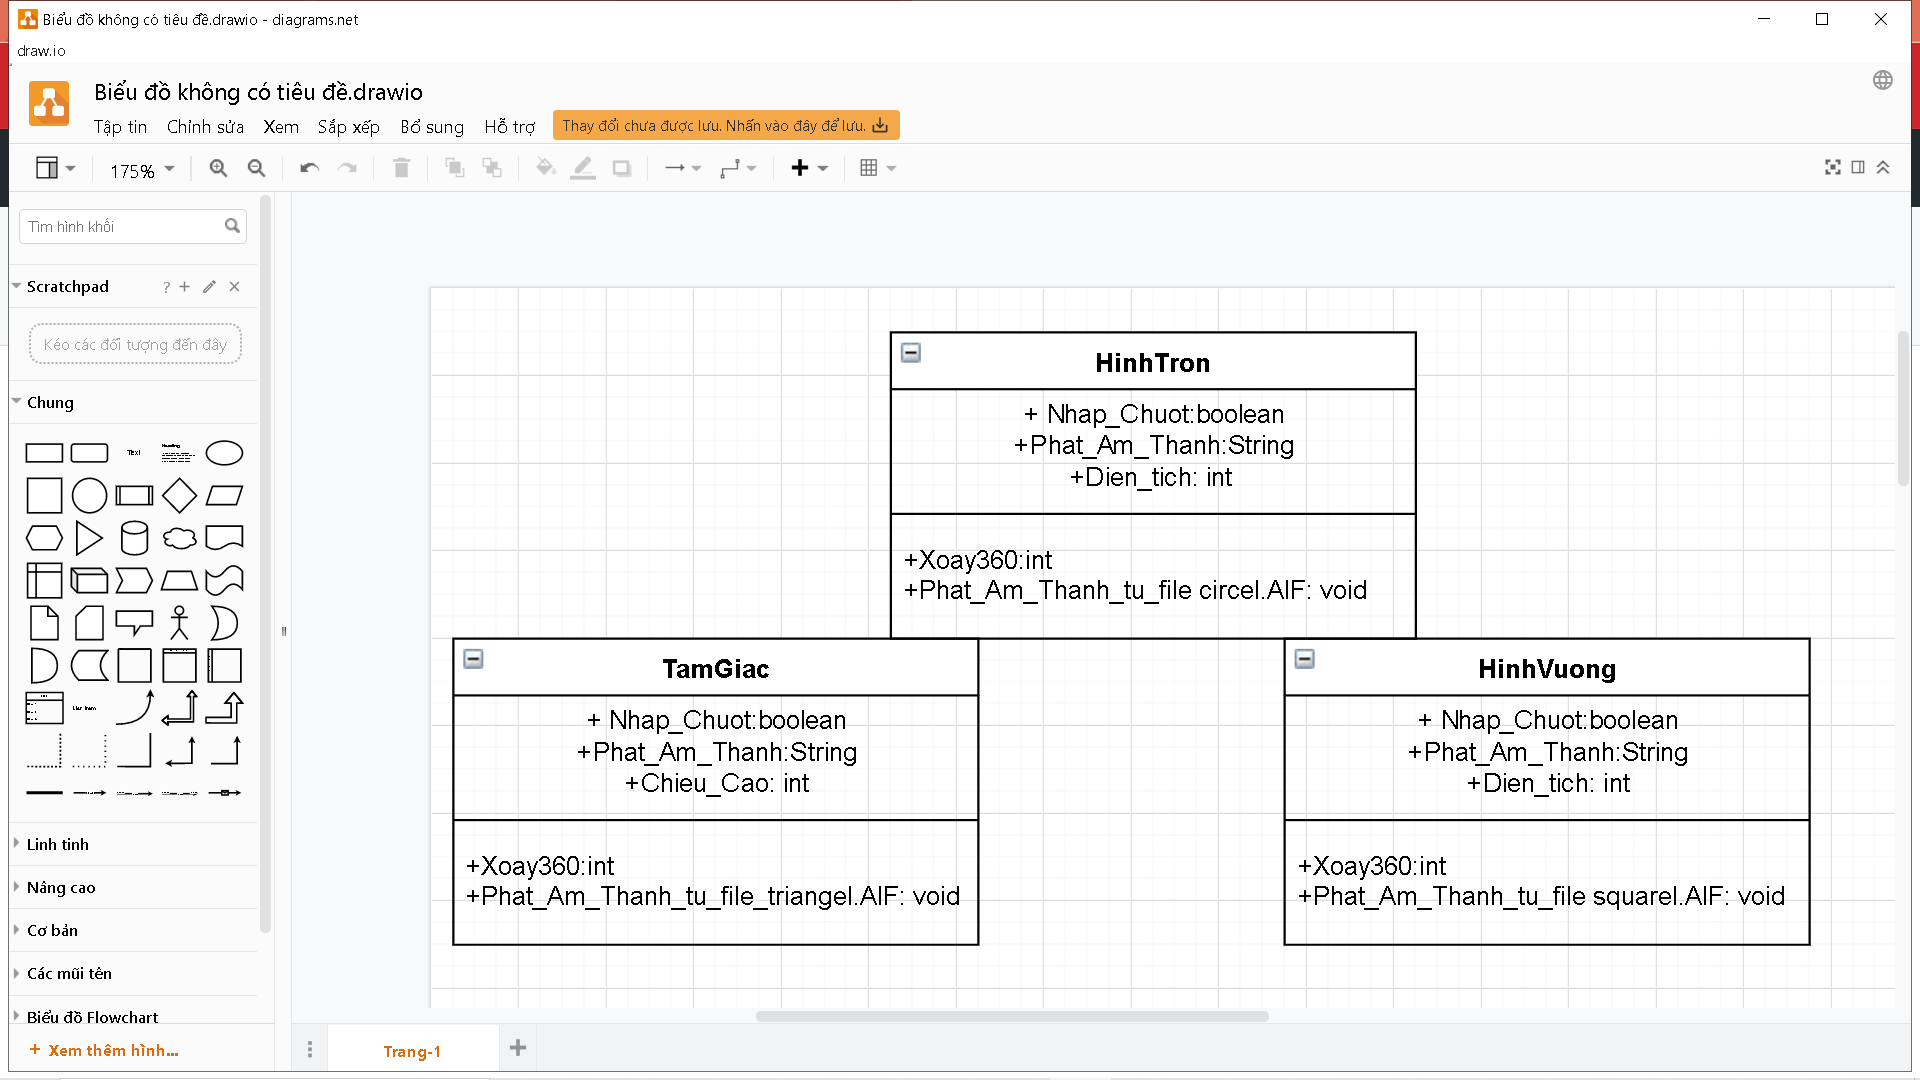 Biểu đồ không có tiêu đề.drawio - diagrams.net
draw.io
Biểu đồ không có tiêu đề.drawio
Tập tin Chỉnh sửa Xem Sắp xếp Bổ sung Hỗ trợ
Thay đổi chưa được lưu. Nhấn vào đây để lưu.
175%
Tìm hình khối
Scratchpad
?
Kéo các đối tượng đến đây
Chung
Text
Heading
List Item
Linh tinh
Nâng cao
Cơ bản
Các mũi tên
Biểu đồ Flowchart
+ Xem thêm hình...
HinhTron
+ Nhap_Chuot:boolean
+Phat_Am_Thanh:String
+Dien_tich: int
+Xoay360:int
+Phat_Am_Thanh_tu_file circel.AIF: void
TamGiac
+ Nhap_Chuot:boolean
+Phat_Am_Thanh:String
+Chieu_Cao: int
+Xoay360:int
+Phat_Am_Thanh_tu_file_triangel.AIF: void
HinhVuong
+ Nhap_Chuot:boolean
+Phat_Am_Thanh:String
+Dien_tich: int
+Xoay360:int
+Phat_Am_Thanh_tu_file squarel.AIF: void
Trang-1